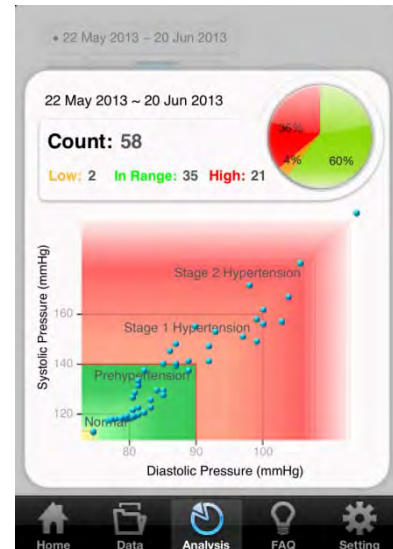 • 22 May 2013 ~ 20 Jun 2013
22 May 2013 ~ 20 Jun 2013
Count: 58
Low: 2 In Range: 35 High: 21
36%
4%
60%
Systolic Pressure (mmHg)
Stage 2 Hypertension
160
Stage 1 Hypertension
140
Prehypertension
120
Normal
80 90 100
Diastolic Pressure (mmHg)
Home Data Analysis FAQ Setting